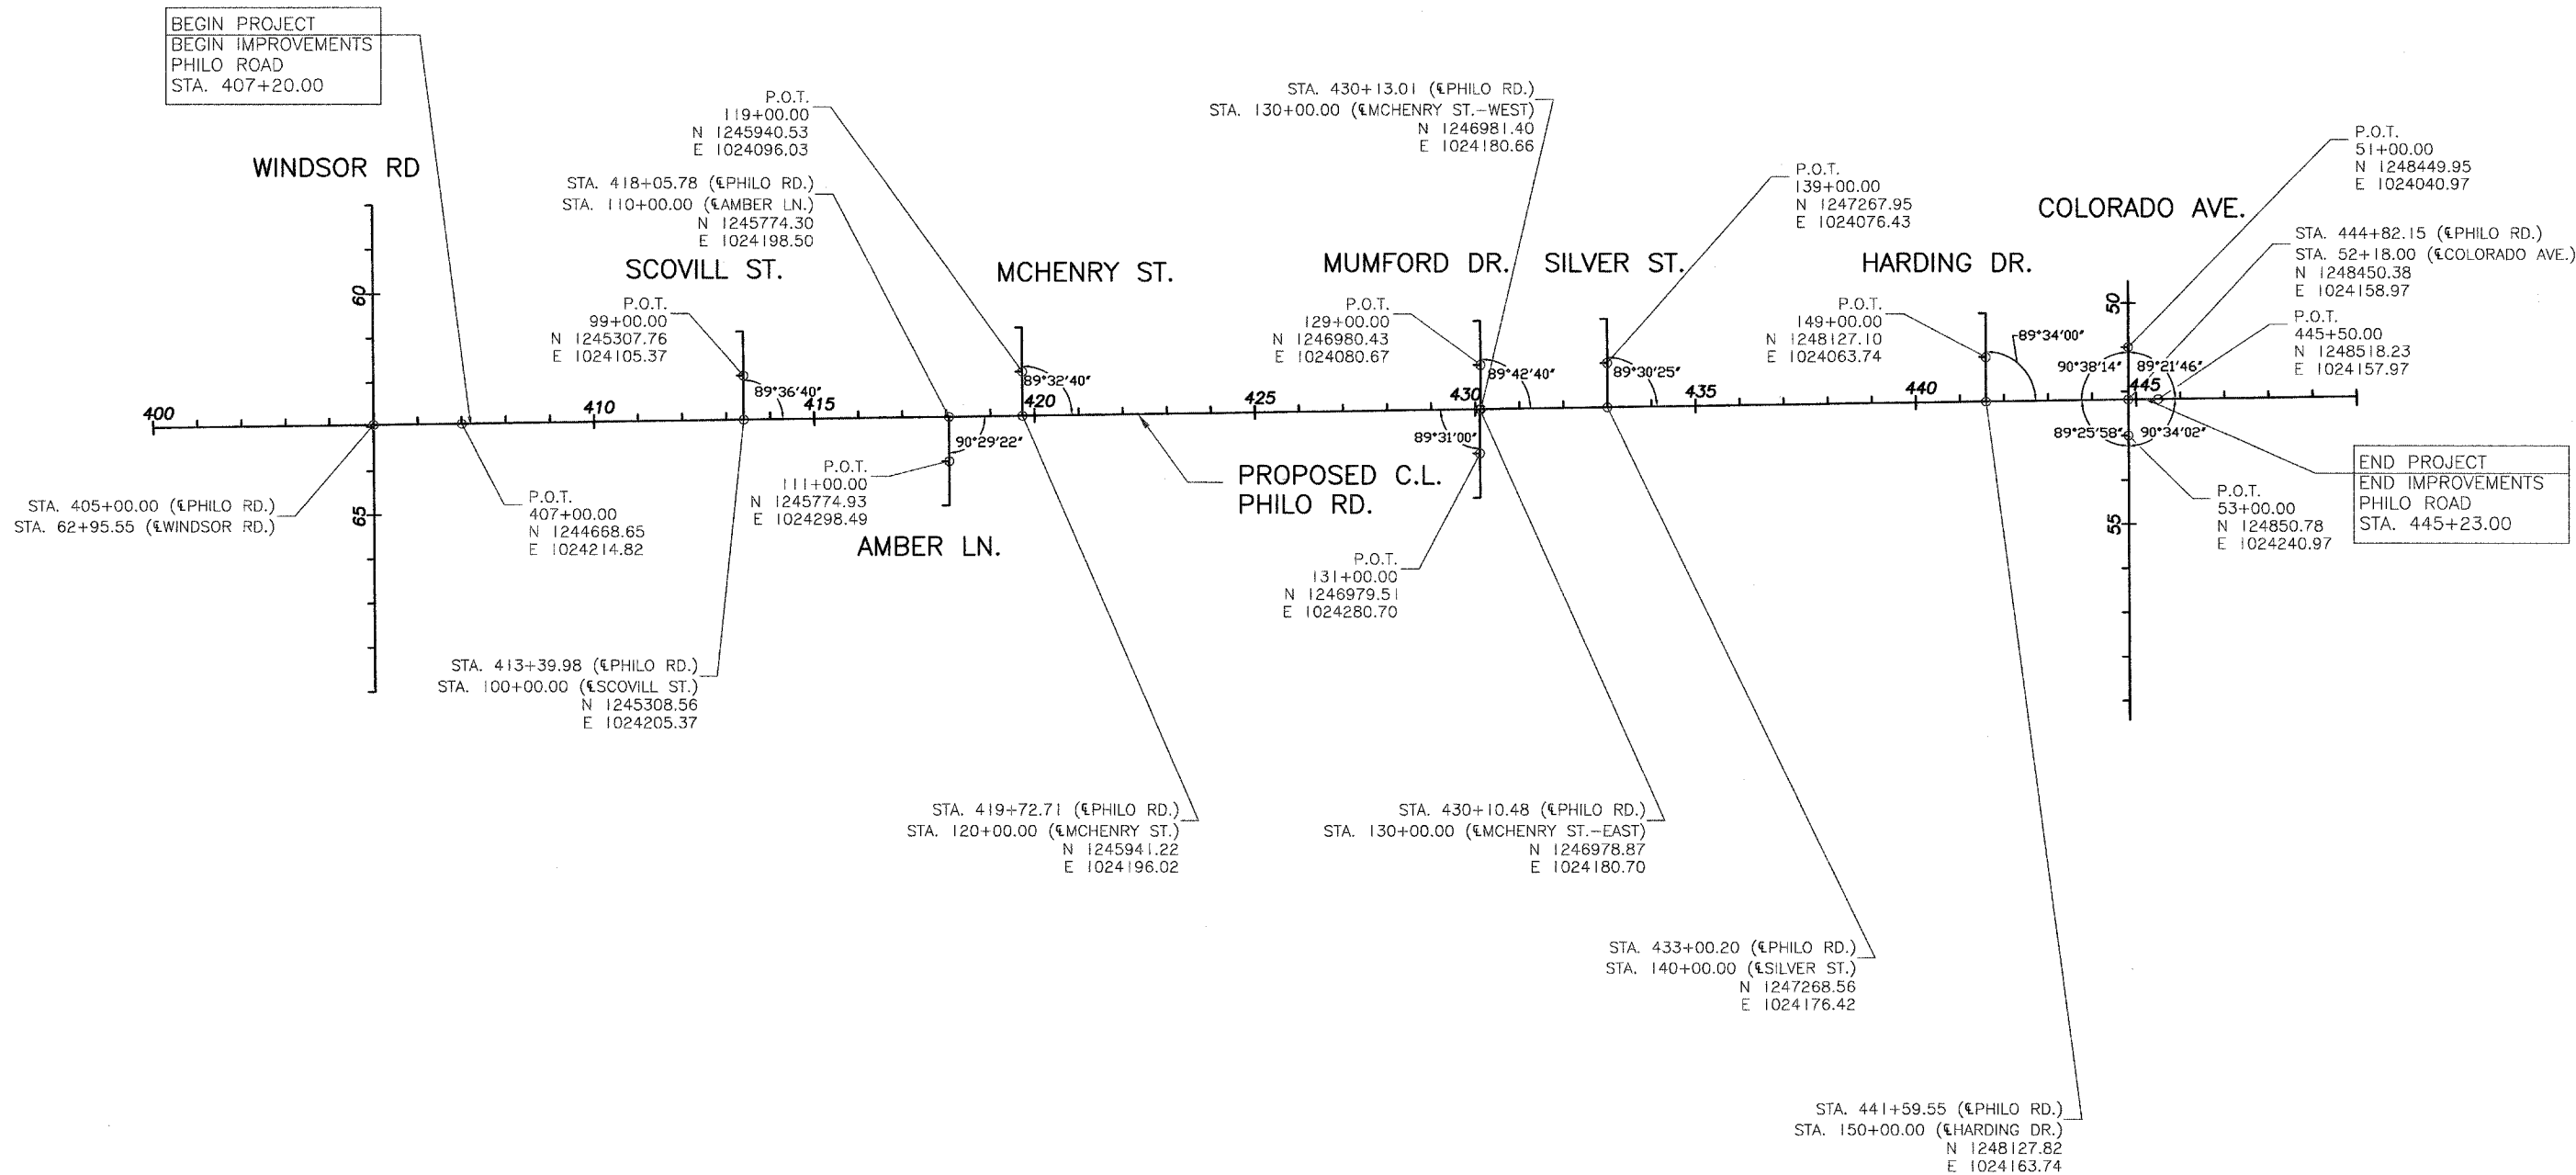 BEGIN PROJECT
BEGIN IMPROVEMENTS
PHILO ROAD
STA. 407+20.00
WINDSOR RD
60
65
400
STA. 405+00.00 (℄PHILO RD.)
STA. 62+95.55 (℄WINDSOR RD.)
P.O.T.
407+00.00
N 1244668.65
E 1024214.82
SCOVILL ST.
P.O.T.
99+00.00
N 1245307.76
E 1024105.37
89°36'40"
410
415
STA. 413+39.98 (℄PHILO RD.)
STA. 100+00.00 (℄SCOVILL ST.)
N 1245308.56
E 1024205.37
P.O.T.
119+00.00
N 1245940.53
E 1024096.03
STA. 418+05.78 (℄PHILO RD.)
STA. 110+00.00 (℄AMBER LN.)
N 1245774.30
E 1024198.50
90°29'22"
P.O.T.
111+00.00
N 1245774.93
E 1024298.49
AMBER LN.
MCHENRY ST.
89°32'40"
420
425
STA. 419+72.71 (℄PHILO RD.)
STA. 120+00.00 (℄MCHENRY ST.)
N 1245941.22
E 1024196.02
PROPOSED C.L.
PHILO RD.
STA. 430+13.01 (℄PHILO RD.)
STA. 130+00.00 (℄MCHENRY ST.-WEST)
N 1246981.40
E 1024180.66
MUMFORD DR.
P.O.T.
129+00.00
N 1246980.43
E 1024080.67
89°42'40"
430
89°31'00"
P.O.T.
131+00.00
N 1246979.51
E 1024280.70
STA. 430+10.48 (℄PHILO RD.)
STA. 130+00.00 (℄MCHENRY ST.-EAST)
N 1246978.87
E 1024180.70
SILVER ST.
P.O.T.
139+00.00
N 1247267.95
E 1024076.43
89°30'25"
435
STA. 433+00.20 (℄PHILO RD.)
STA. 140+00.00 (℄SILVER ST.)
N 1247268.56
E 1024176.42
HARDING DR.
P.O.T.
149+00.00
N 1248127.10
E 1024063.74
89°34'00"
440
STA. 441+59.55 (℄PHILO RD.)
STA. 150+00.00 (℄HARDING DR.)
N 1248127.82
E 1024163.74
COLORADO AVE.
P.O.T.
51+00.00
N 1248449.95
E 1024040.97
STA. 444+82.15 (℄PHILO RD.)
STA. 52+18.00 (℄COLORADO AVE.)
N 1248450.38
E 1024158.97
P.O.T.
445+50.00
N 1248518.23
E 1024157.97
50
90°38'14"
89°21'46"
445
89°25'58"
90°34'02"
55
P.O.T.
53+00.00
N 124850.78
E 1024240.97
END PROJECT
END IMPROVEMENTS
PHILO ROAD
STA. 445+23.00